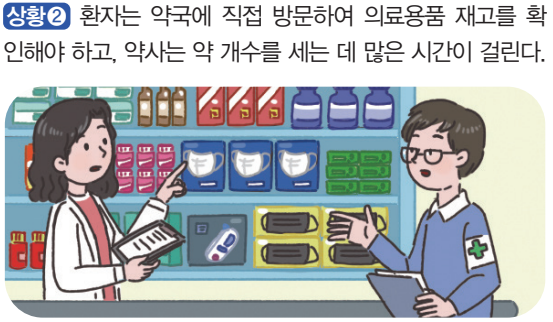 상황❷ 환자는 약국에 직접 방문하여 의료용품 재고를 확
인해야 하고, 약사는 약 개수를 세는 데 많은 시간이 걸린다.